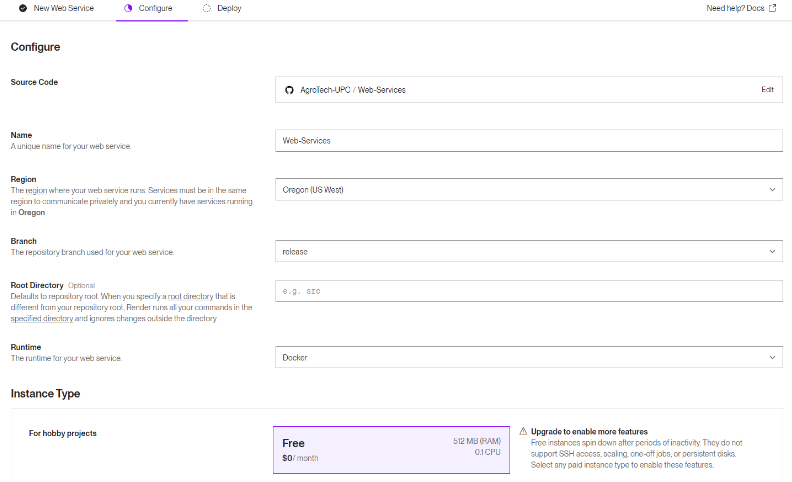 New Web Service
Configure
Deploy
Need help? Docs
Configure
Source Code
AgroTech-UPC / Web-Services
Edit
Name
A unique name for your web service.
Web-Services
Region
The region where your web service runs. Services must be in the same
region to communicate privately and you currently have services running
in Oregon.
Oregon (US West)
Branch
The repository branch used for your web service.
release
Root Directory Optional
Defaults to repository root. When you specify a root directory that is
different from your repository root, Render runs all your commands in the
specified directory and ignores changes outside the directory.
e.g. src
Runtime
The runtime for your web service.
Docker
Instance Type
For hobby projects
Free
$0 / month
512 MB (RAM)
0.1 CPU
Upgrade to enable more features
Free instances spin down after periods of inactivity. They do not
support SSH access, scaling, one-off jobs, or persistent disks.
Select any paid instance type to enable these features.